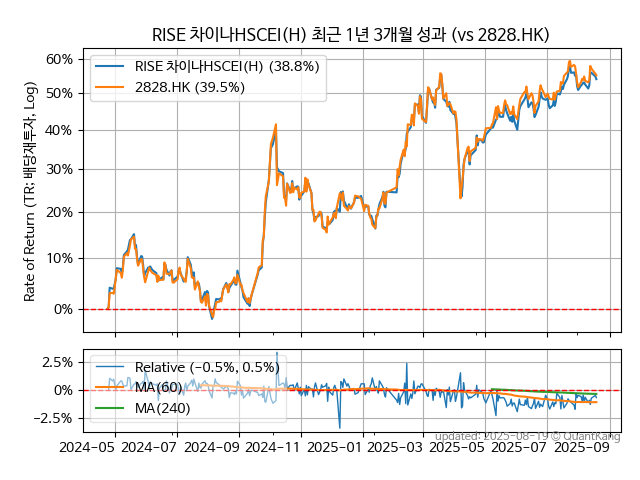 RISE 차이나HSCEI(H) 최근 1년 3개월 성과 (vs 2828.HK)
Rate of Return (TR: 배당재투자, Log)
60%
50%
40%
30%
20%
10%
0%
RISE 차이나HSCEI(H) (38.8%)
2828.HK (39.5%)
2.5%
0%
−2.5%
Relative (−0.5%, 0.5%)
MA(60)
MA(240)
2024−05 2024−07 2024−09 2024−11 2025−01 2025−03 2025−05 2025−07 2025−09
updated: 2025−08−19 © QuantKang